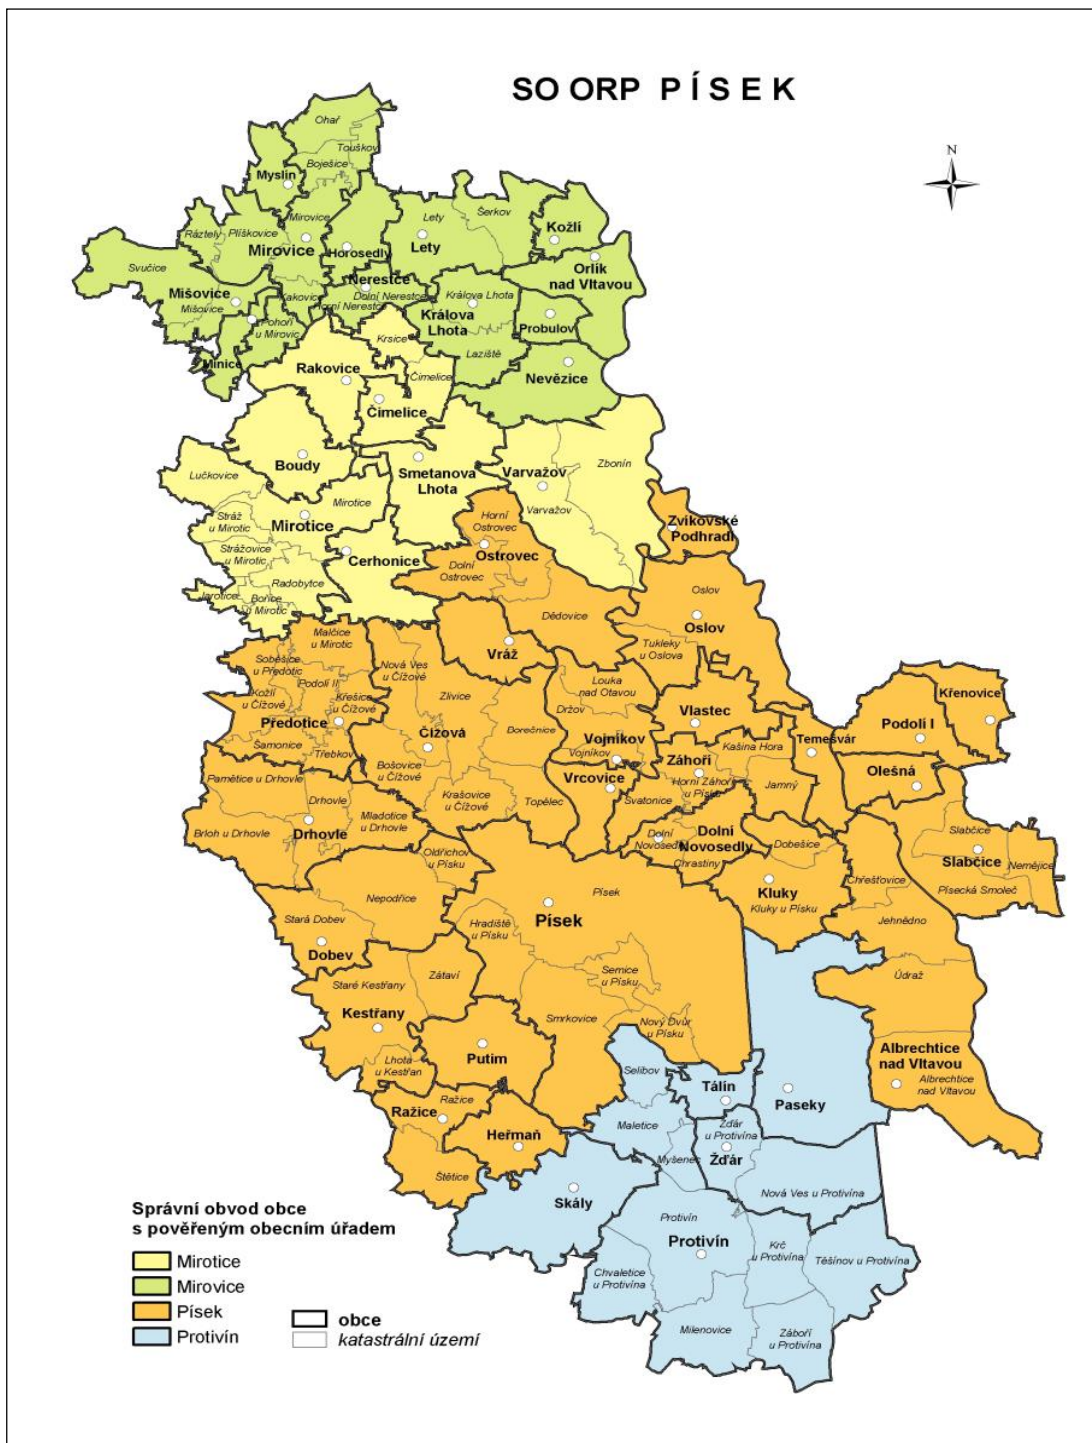 SO ORP P Í S E K
N
Ohař
Touškov
Boješice
Myslín
Mirovice
Ráztely
Plíškovice
Mirovice
Horosedly
Lety
Lety
Šerkov
Kožlí
Orlík
nad Vltavou
Svučice
Mišovice
Mišovice
Nerestce
Dolní Nerestce
Horní Nerestce
Kakovice
Pohoří
u Mirovic
Minice
Králova Lhota
Králova
Lhota
Probulov
Laziště
Nevězice
Krsice
Rakovice
Čimelice
Čimelice
Boudy
Smetanova
Lhota
Varvažov
Zbonín
Varvažov
Lučkovice
Mirotice
Mirotice
Stráž
u Mirotic
Strážovice
u Mirotic
Cerhonice
Radobytce
Jarotice
Bořice
u Mirotic
Horní
Ostrovec
Ostrovec
Dolní
Ostrovec
Zvíkovské
Podhradí
Dědovice
Oslov
Oslov
Tukleky
u Oslova
Vráž
Malčice
u Mirotic
Soběšice
u Předotic
Podolí II
Kožlí
u Čížové
Křešice
u Čížové
Předotice
Šamonice
Třebkov
Nová Ves
u Čížové
Zlivice
Čížová
Dorečnice
Bošovice
u Čížové
Krašovice
u Čížové
Topělec
Louka
nad Otavou
Držov
Vojníkov
Vojníkov
Vrcovice
Vlastec
Záhoří
Kašina Hora
Horní Záhoří
u Písku
Svatonice
Jamný
Temešvár
Podolí I
Křenovice
Olešná
Slabčice
Slabčice
Nemějice
Písecká Smoleč
Pamětice u Drhovle
Drhovle
Drhovle
Mladotice
u Drhovle
Brloh u Drhovle
Dolní
Novosedly
Dolní
Novosedly
Chrastiny
Dobešice
Kluky
Kluky u Písku
Chřešťovice
Jehnědno
Údraž
Albrechtice
nad Vltavou
Albrechtice
nad Vltavou
Oldřichov
u Písku
Nepodřice
Stará Dobev
Dobev
Písek
Písek
Hradiště
u Písku
Semice
u Písku
Smrkovice
Nový Dvůr
u Písku
Staré Kestřany
Zátaví
Kestřany
Lhota
u Kestřan
Putim
Ražice
Ražice
Heřmaň
Štětice
Selibov
Tálín
Paseky
Maletice
Myšenec
Žďár
u Protivína
Žďár
Nová Ves u Protivína
Skály
Protivín
Protivín
Krč
u Protivína
Těšínov u Protivína
Chvaletice
u Protivína
Milenovice
Záboří
u Protivína
Správní obvod obce
s pověřeným obecním úřadem
Mirotice
Mirovice
Písek
Protivín
obce
katastrální území